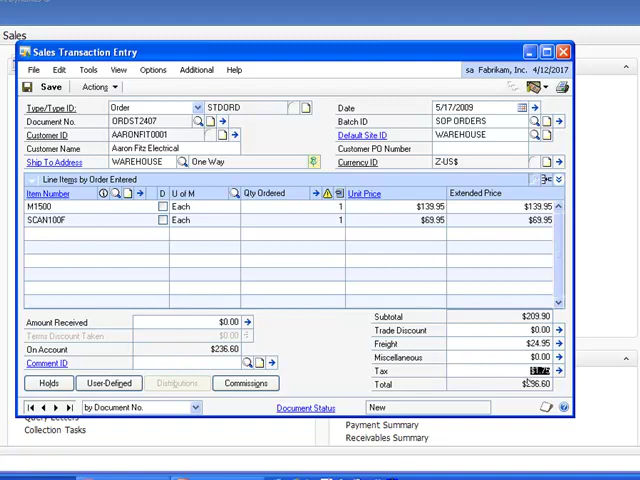 Sales
Sales Transaction Entry
File Edit Tools View Options Additional Help sa Fabrikam, Inc. 4/12/2017
Save Actions
Type/Type ID: Order STDORD Date 5/17/2009
Document No. ORDST2407 Batch ID SOP ORDERS
Customer ID AARONFIT0001 Default Site ID WAREHOUSE
Customer Name Aaron Fitz Electrical Customer PO Number
Ship To Address WAREHOUSE One Way Currency ID Z-US$
Line Items by Order Entered
Item Number D U of M Qty Ordered Unit Price Extended Price
M1500 Each 1 $139.95 $139.95
SCAN100F Each 1 $69.95 $69.95
Subtotal $209.90
Amount Received $0.00 Trade Discount $0.00
Terms Discount Taken $0.00 Freight $24.95
On Account $236.60 Miscellaneous $0.00
Comment ID Tax $1.75
Holds User-Defined Distributions Commissions Total $236.60
by Document No. Document Status New
Collection Tasks Payment Summary
Receivables Summary